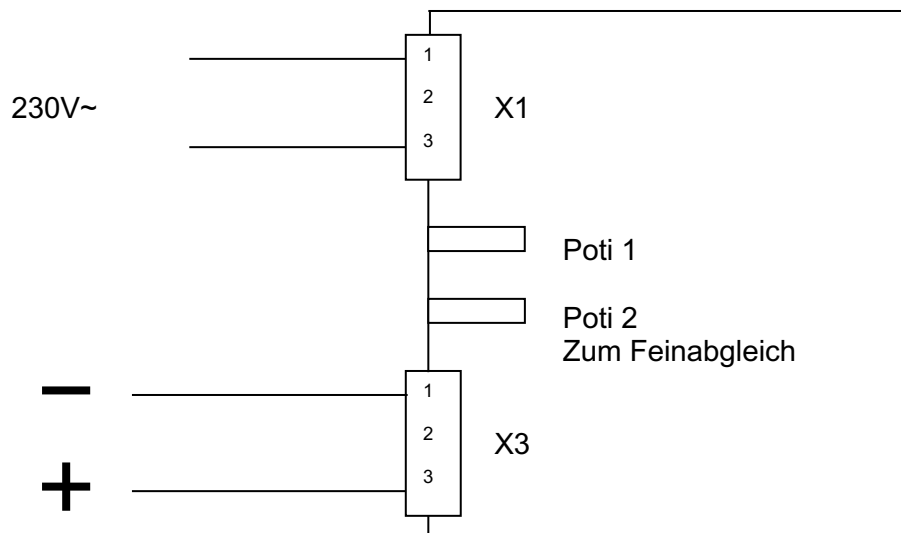 1
230V~
2
X1
3
Poti 1
Poti 2
Zum Feinabgleich
−
1
2
X3
3
+